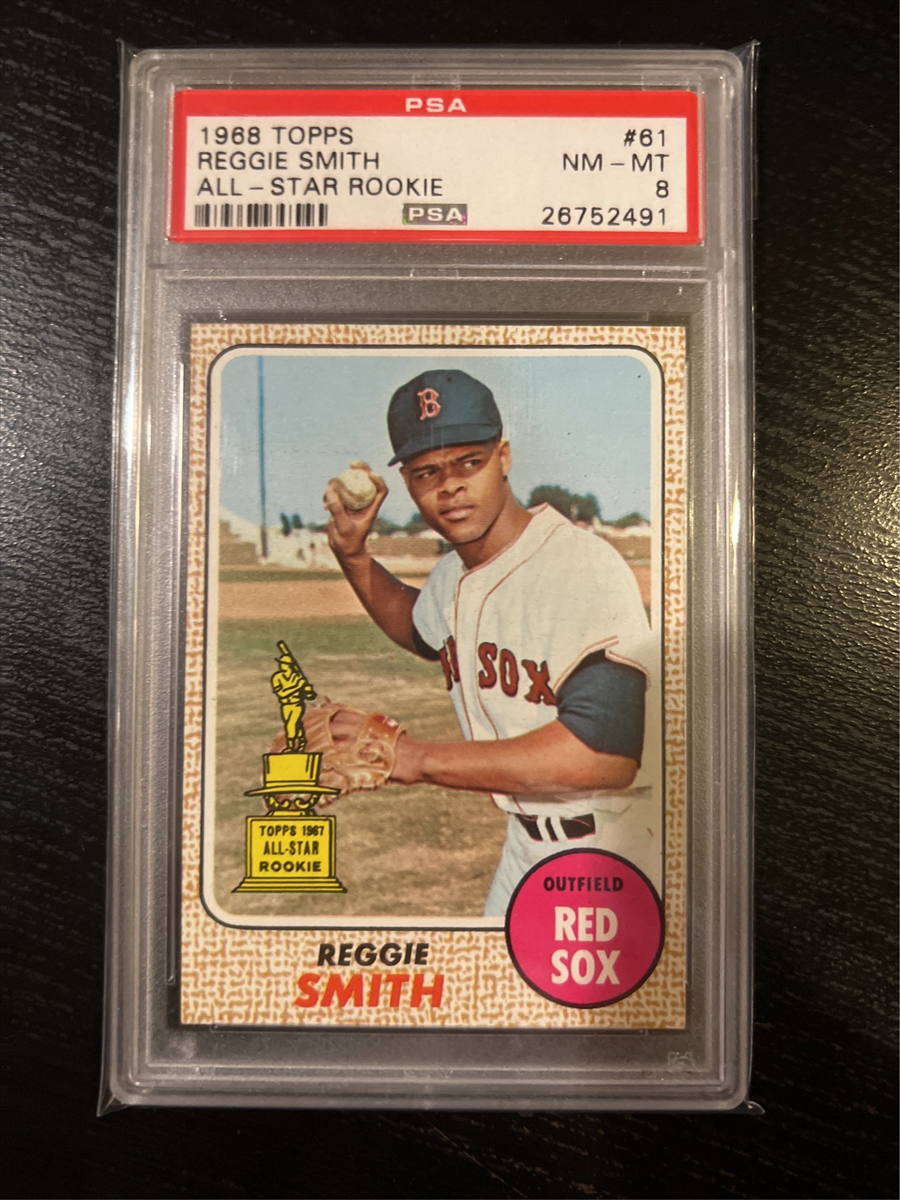 PSA
1968 TOPPS #61
REGGIE SMITH NM - MT
ALL - STAR ROOKIE 8
PSA 26752491
B
SOX
TOPPS 1967
ALL-STAR
ROOKIE
OUTFIELD
RED
SOX
REGGIE
SMITH